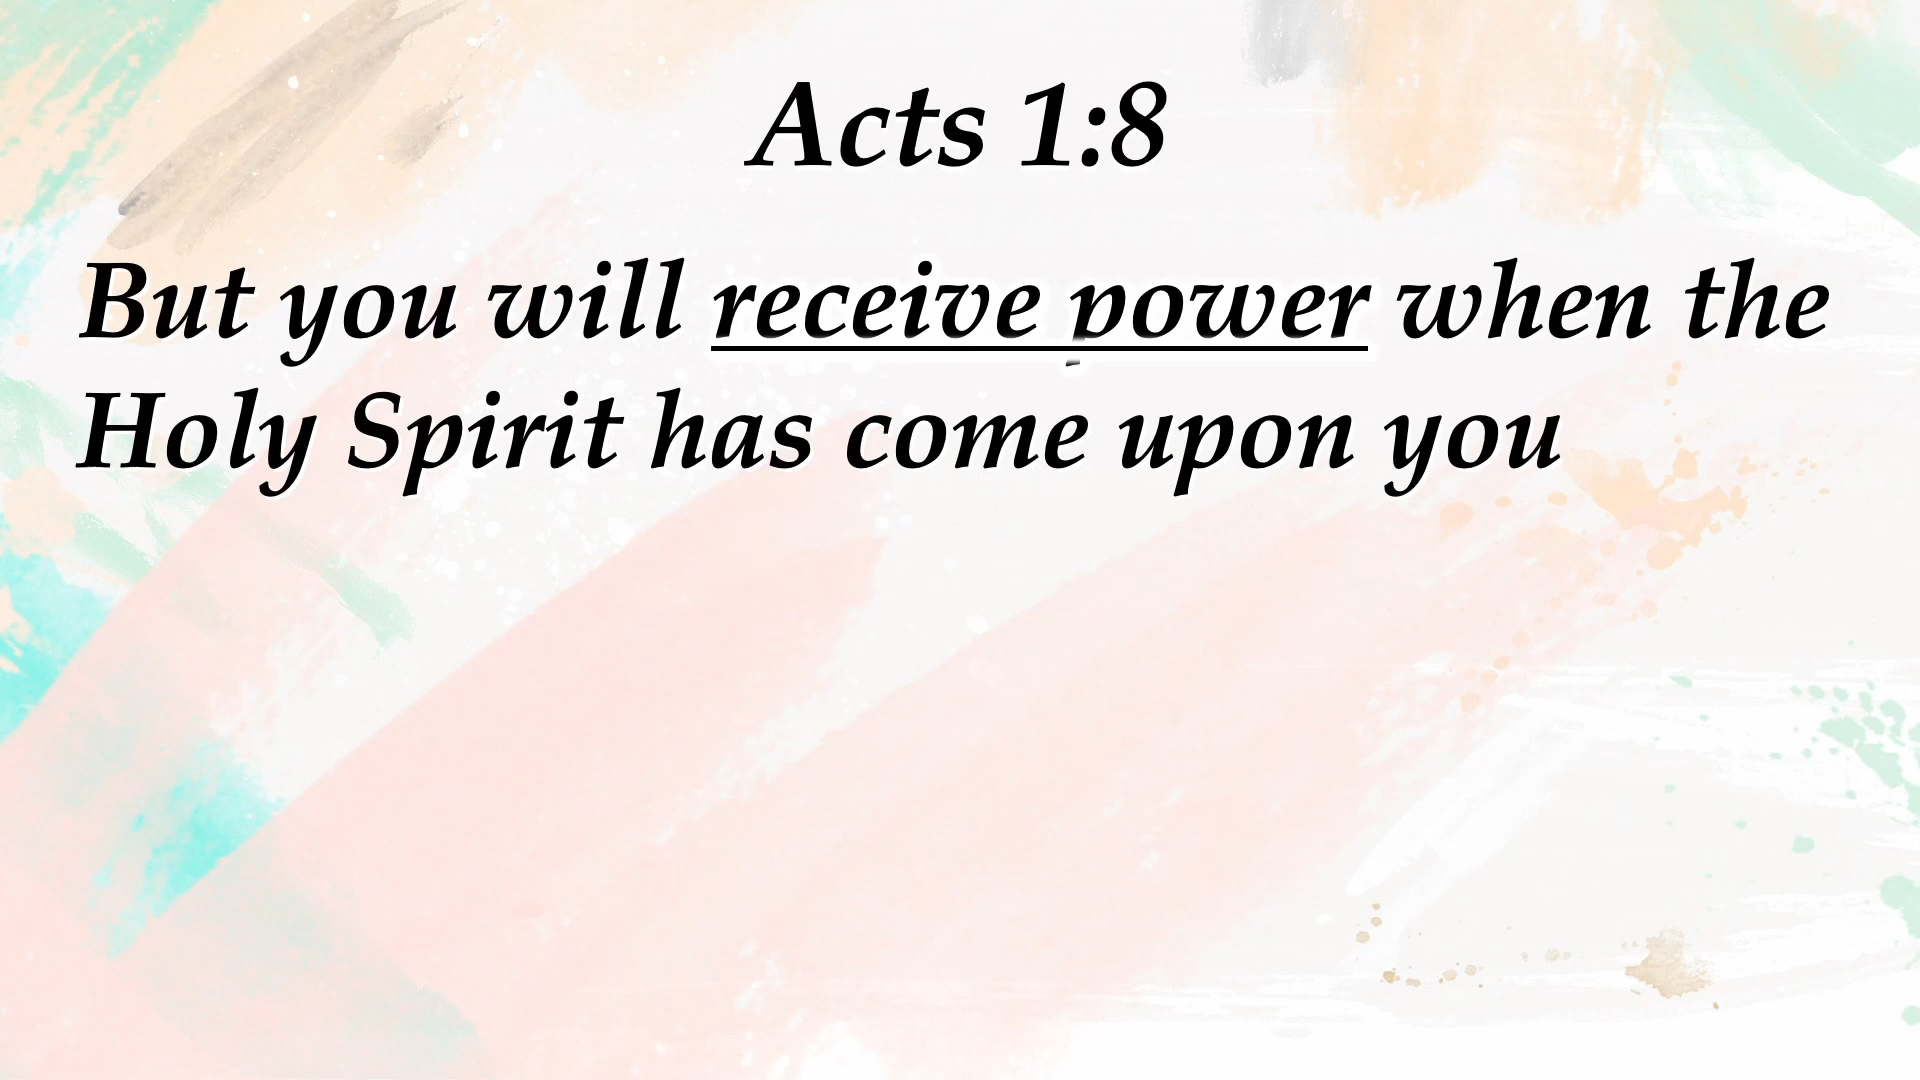 Acts 1:8
But you will receive power when the
Holy Spirit has come upon you